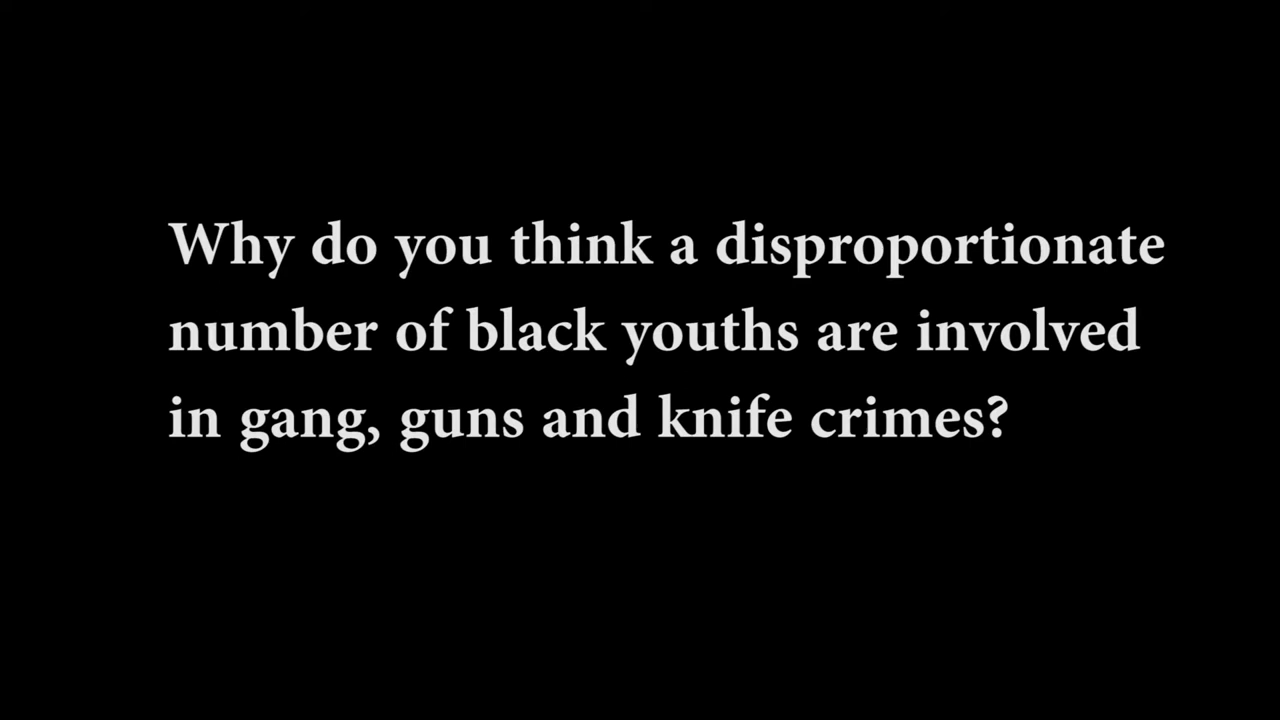 Why do you think a disproportionate
number of black youths are involved
in gang, guns and knife crimes?